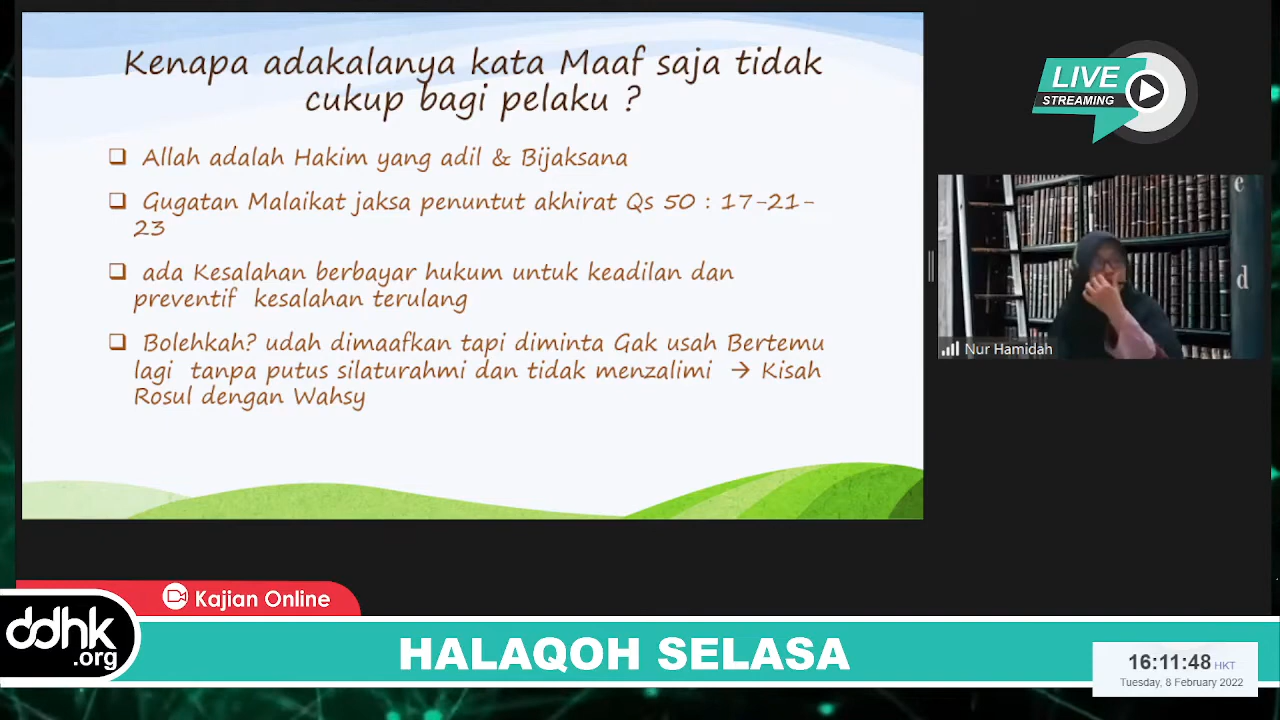 Kenapa adakalanya kata Maaf saja tidak
cukup bagi pelaku ?
❑ Allah adalah Hakim yang adil & Bijaksana
❑ Gugatan Malaikat jaksa penuntut akhirat Qs 50 : 17-21-
23
❑ ada Kesalahan berbayar hukum untuk keadilan dan
preventif kesalahan terulang
❑ Bolehkah? udah dimaafkan tapi diminta Gak usah Bertemu
lagi tanpa putus silaturahmi dan tidak menzalimi → Kisah
Rosul dengan Wahsy
LIVE
STREAMING
e
d
Nur Hamidah
Kajian Online
ddhk
.org
HALAQOH SELASA
16:11:48 HKT
Tuesday, 8 February 2022